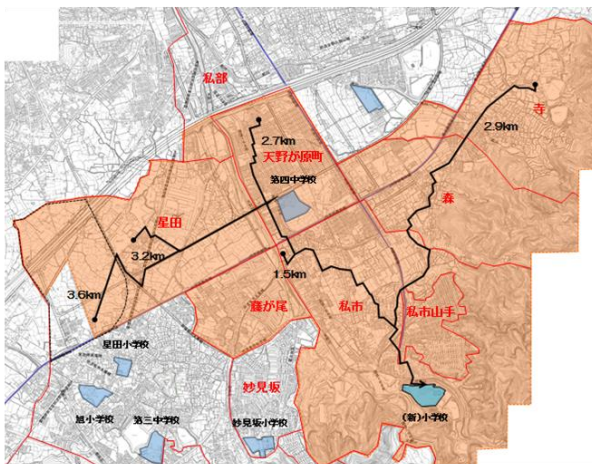 私部
寺
2.9km
2.7km
天野が原町
第四中学校
森
星田
3.2km
1.5km
3.6km
藤が尾
私市
私市山手
星田小学校
妙見坂
旭小学校
第三中学校
妙見坂小学校
(新)小学校